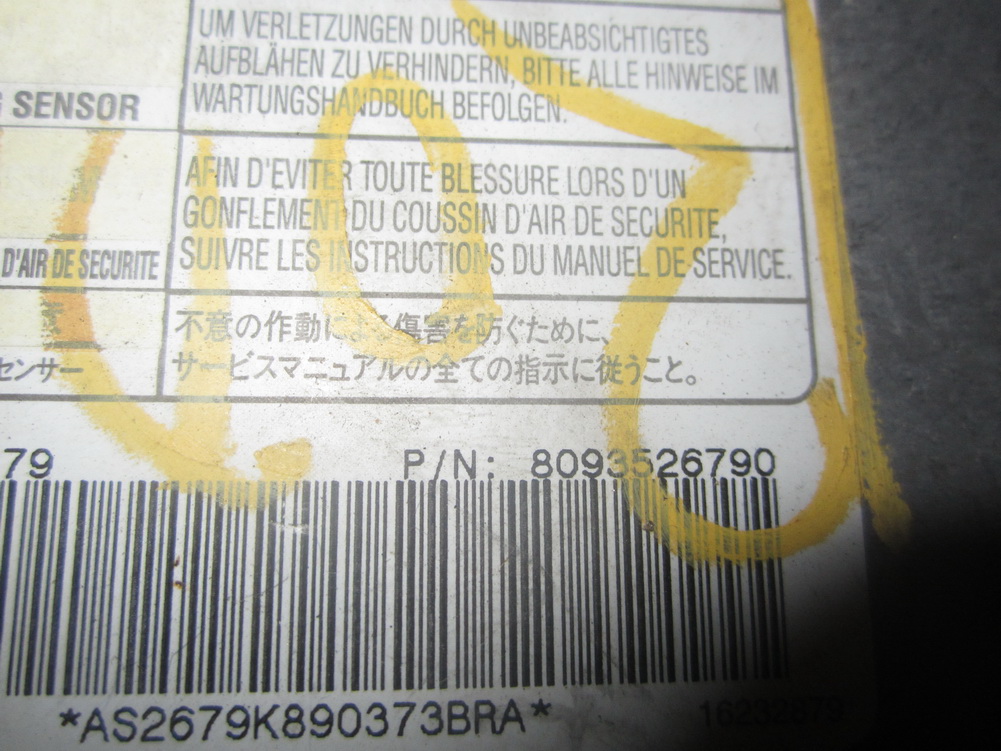 UM VERLETZUNGEN DURCH UNBEABSICHTIGTES
AUFBLÄHEN ZU VERHINDERN, BITTE ALLE HINWEISE IM
WARTUNGSHANDBUCH BEFOLGEN.
G SENSOR
AFIN D'EVITER TOUTE BLESSURE LORS D'UN
GONFLEMENT DU COUSSIN D'AIR DE SECURITE,
SUIVRE LES INSTRUCTIONS DU MANUEL DE SERVICE.
D'AIR DE SECURITE
不意の作動による傷害を防ぐために、
サービスマニュアルの全ての指示に従うこと。
センサー
79
P/N: 8093526790
*AS2679K890373BRA*
16232879